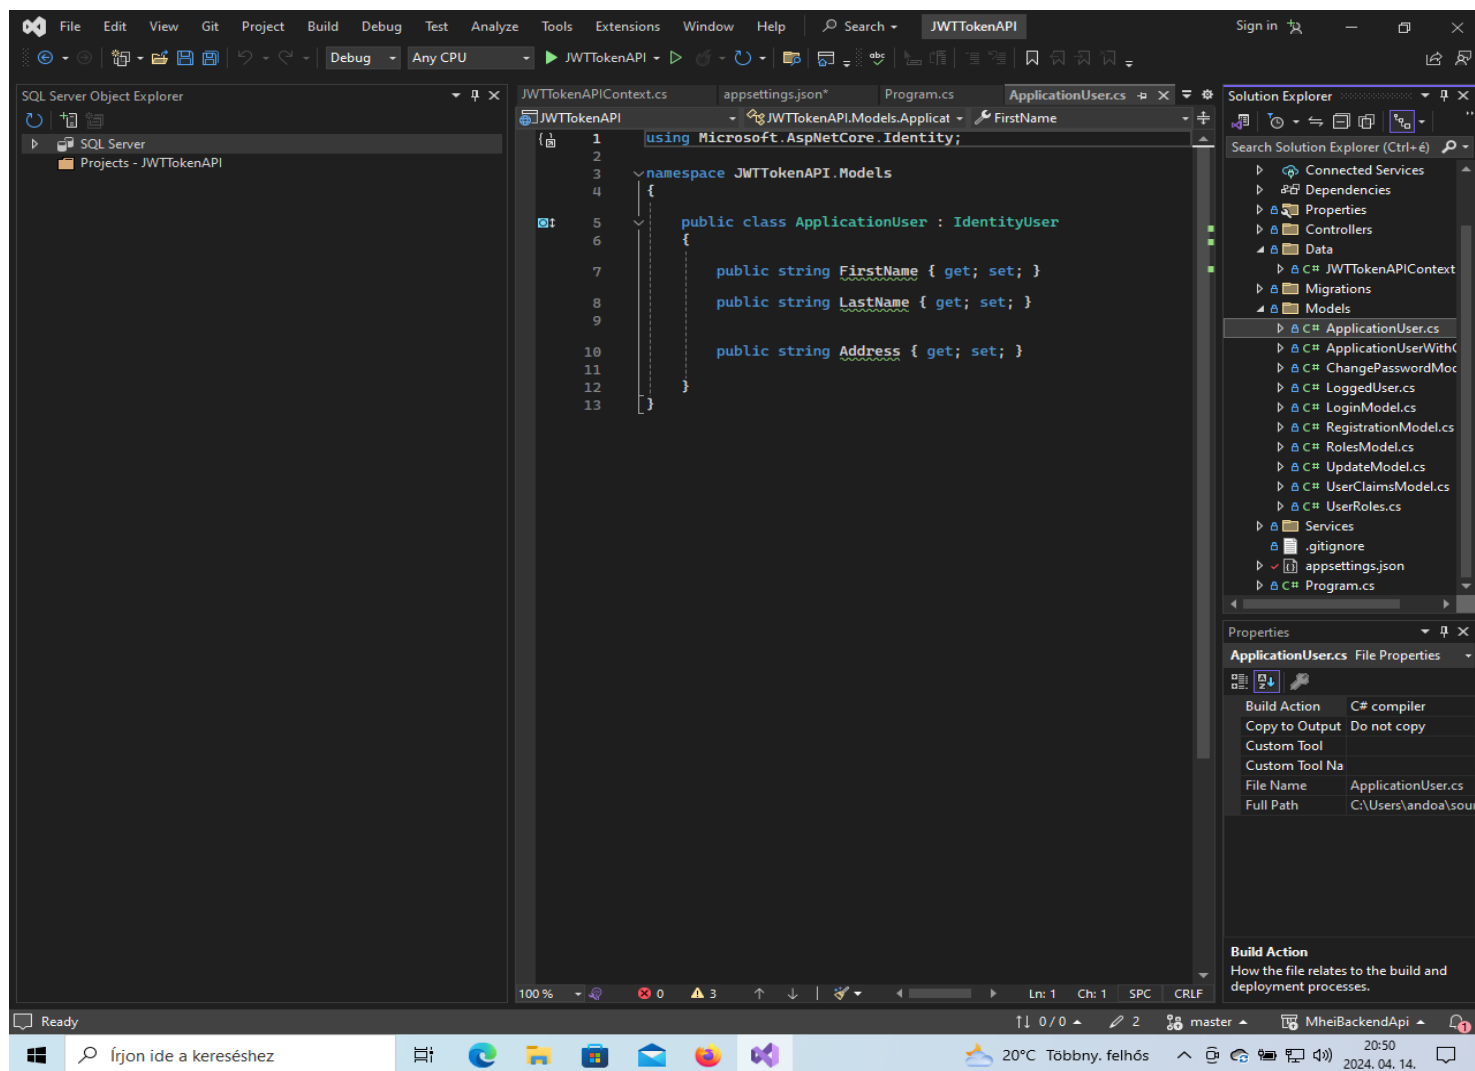 File Edit View Git Project Build Debug Test Analyze Tools Extensions Window Help Search JWTTokenAPI Sign in
Debug Any CPU JWTTokenAPI
SQL Server Object Explorer
SQL Server
Projects - JWTTokenAPI
JWTTokenAPIContext.cs appsettings.json* Program.cs ApplicationUser.cs
JWTTokenAPI JWTTokenAPI.Models.Applicat FirstName
1 using Microsoft.AspNetCore.Identity;
2
3 namespace JWTTokenAPI.Models
4 {
5 public class ApplicationUser : IdentityUser
6 {
7 public string FirstName { get; set; }
8 public string LastName { get; set; }
9
10 public string Address { get; set; }
11
12 }
13 }
100 % 0 3 Ln: 1 Ch: 1 SPC CRLF
Solution Explorer
Search Solution Explorer (Ctrl+é)
Connected Services
Dependencies
Properties
Controllers
Data
C# JWTTokenAPIContext
Migrations
Models
C# ApplicationUser.cs
C# ApplicationUserWithC
C# ChangePasswordMoc
C# LoggedUser.cs
C# LoginModel.cs
C# RegistrationModel.cs
C# RolesModel.cs
C# UpdateModel.cs
C# UserClaimsModel.cs
C# UserRoles.cs
Services
.gitignore
appsettings.json
C# Program.cs
Properties
ApplicationUser.cs File Properties
Build Action C# compiler
Copy to Output Do not copy
Custom Tool
Custom Tool Na
File Name ApplicationUser.cs
Full Path C:\Users\andoa\sour
Build Action
How the file relates to the build and
deployment processes.
Ready 0 / 0 2 master MheiBackendApi 1
Írjon ide a kereséshez 20°C Többny. felhős 20:50
2024. 04. 14.